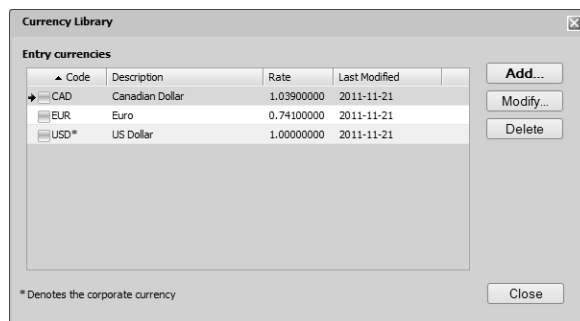 Currency Library
Entry currencies
Code Description Rate Last Modified
CAD Canadian Dollar 1.03900000 2011-11-21
EUR Euro 0.74100000 2011-11-21
USD* US Dollar 1.00000000 2011-11-21
Add...
Modify...
Delete
* Denotes the corporate currency
Close